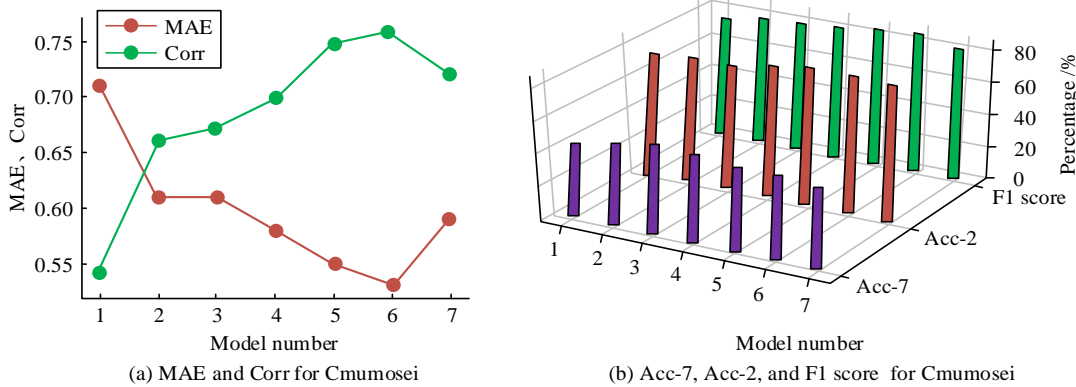 MAE
Corr
0.75
0.70
0.65
0.60
0.55
MAE、Corr
1 2 3 4 5 6 7
Model number
(a) MAE and Corr for Cmumosei
80
60
40
20
0
Percentage /%
F1 score
Acc-2
Acc-7
1 2 3 4 5 6 7
Model number
(b) Acc-7, Acc-2, and F1 score for Cmumosei